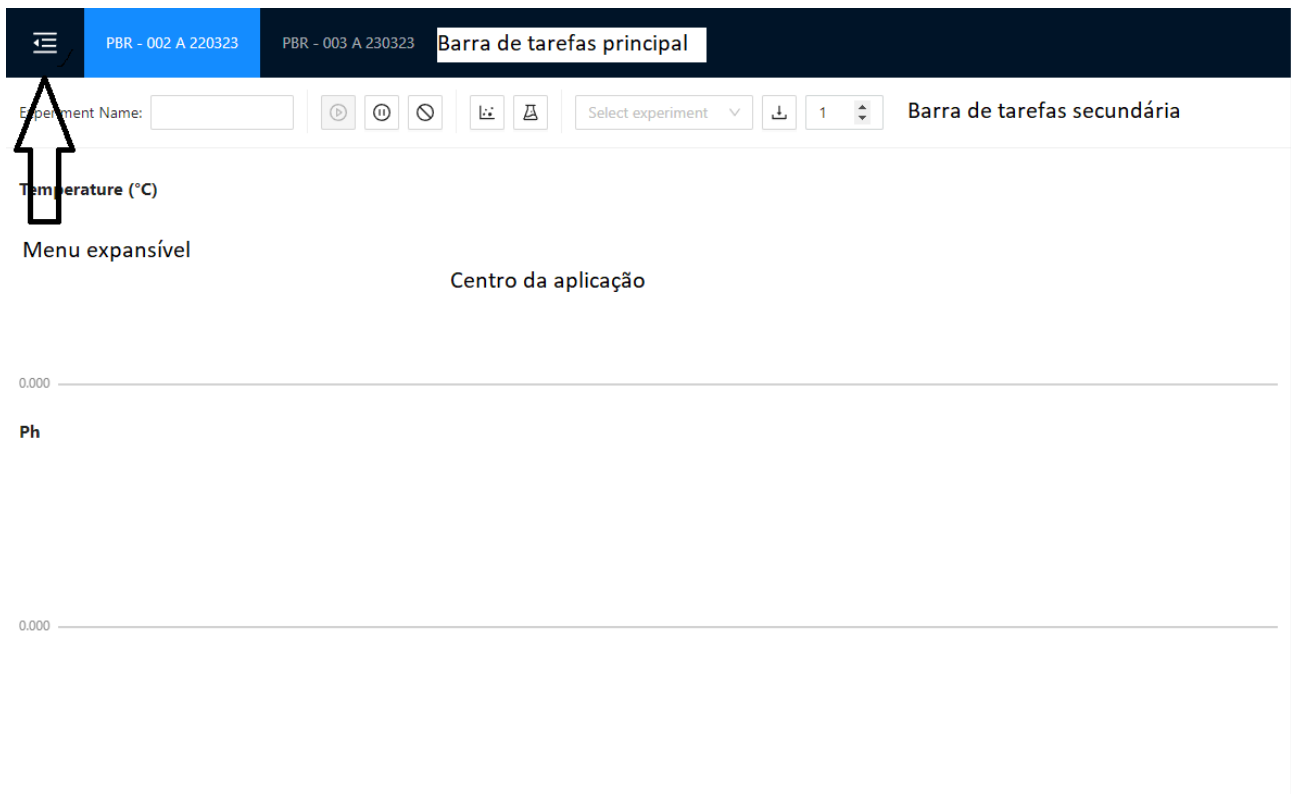 PBR - 002 A 220323 PBR - 003 A 230323 Barra de tarefas principal
Experiment Name: Select experiment 1 Barra de tarefas secundária
Temperature (°C)
Menu expansível
Centro da aplicação
0.000
Ph
0.000